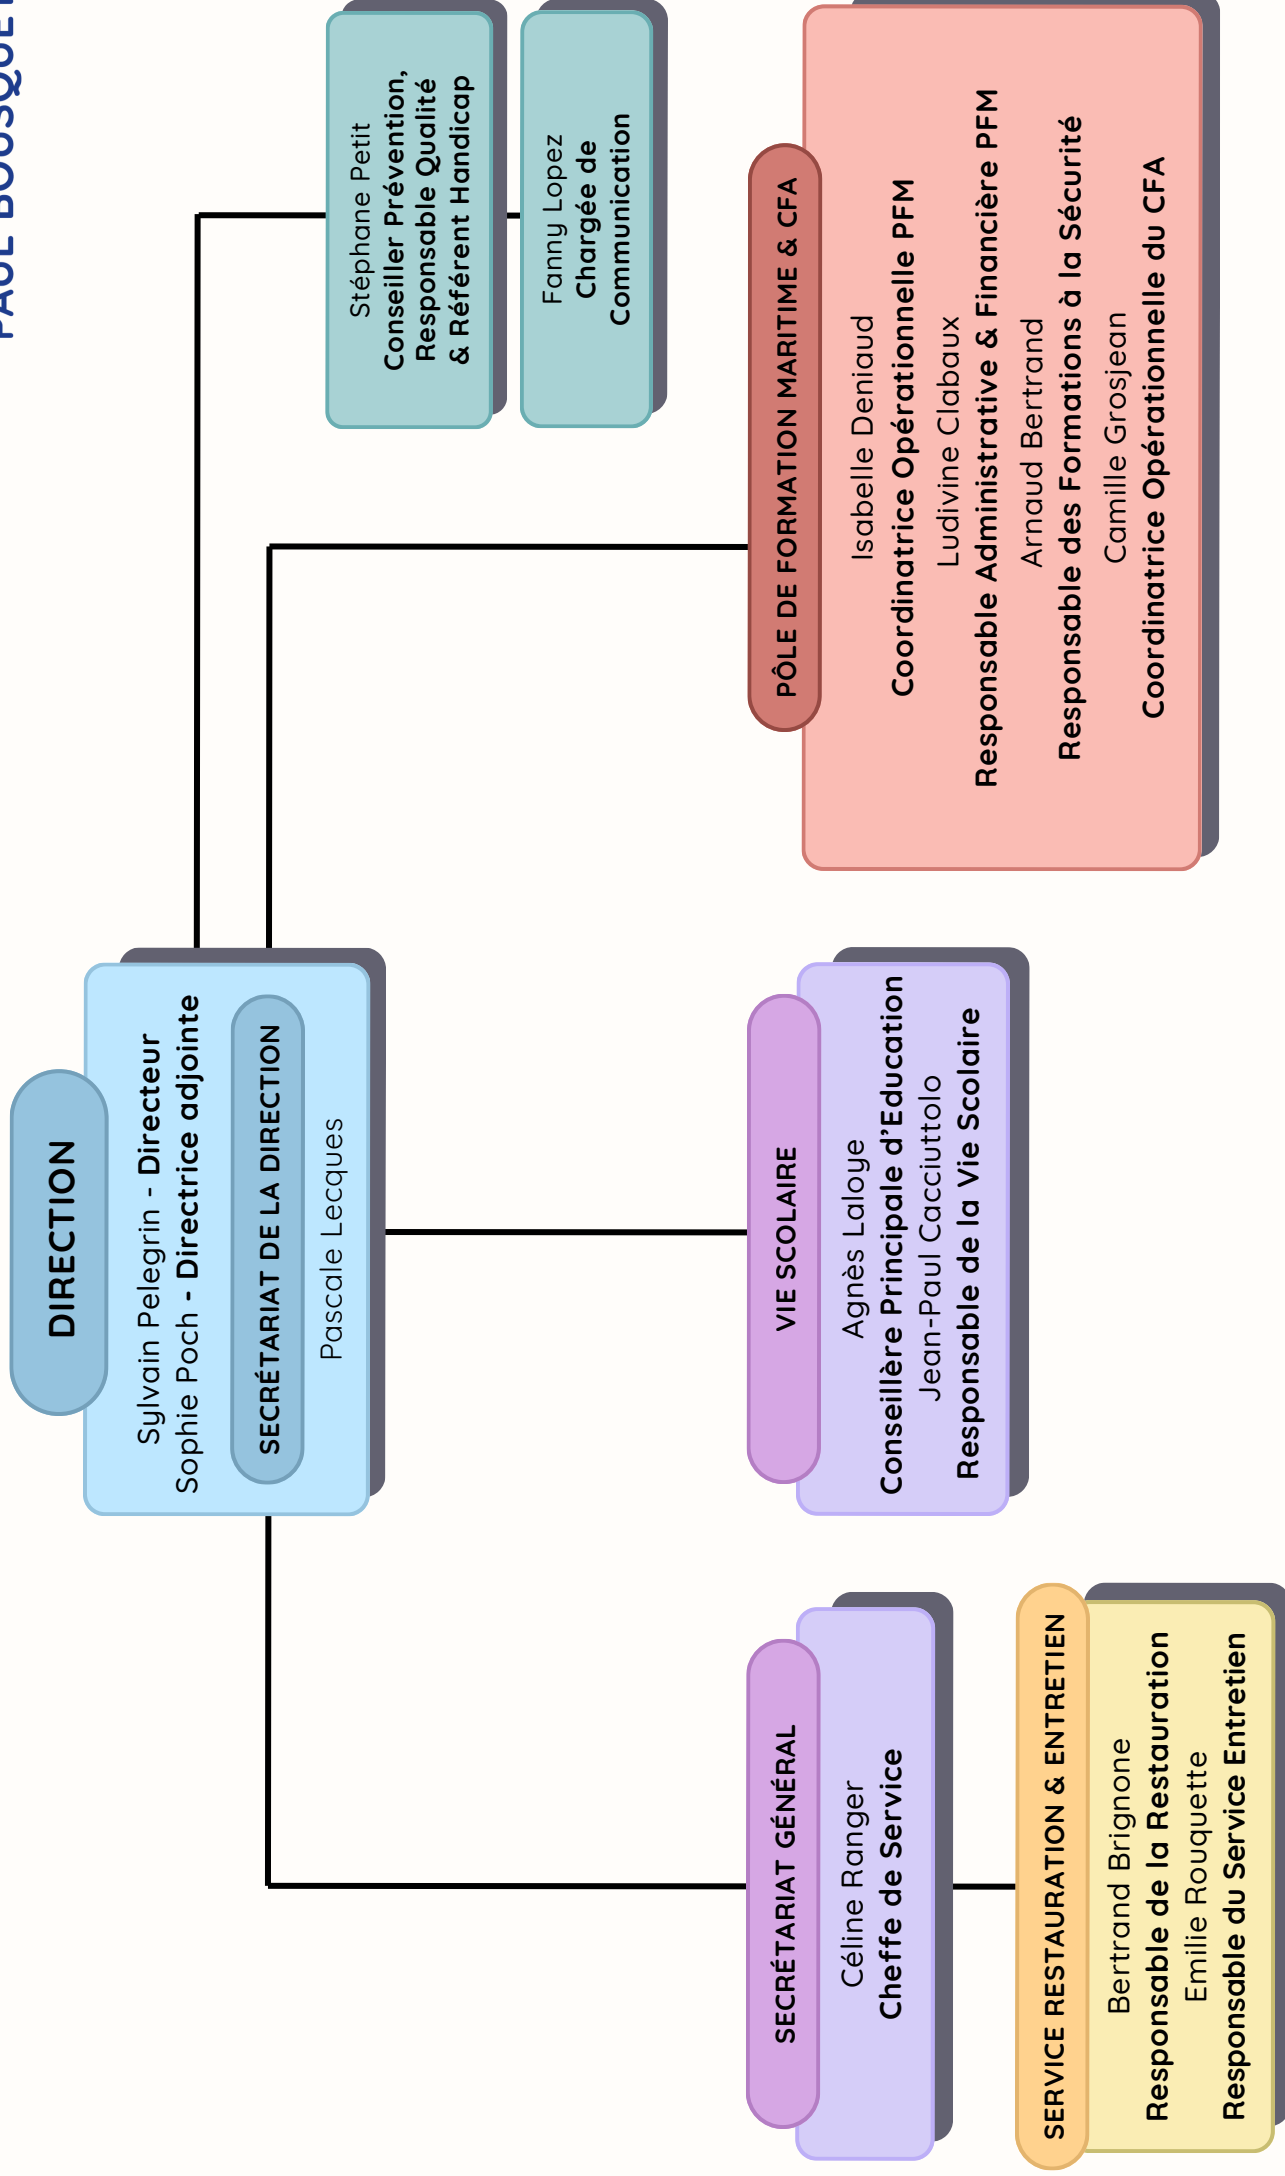 PAUL BOUSQUET
DIRECTION
Sylvain Pelegrin - Directeur
Sophie Poch - Directrice adjointe
SECRÉTARIAT DE LA DIRECTION
Pascale Lecques
Stéphane Petit
Conseiller Prévention,
Responsable Qualité
& Référent Handicap
Fanny Lopez
Chargée de
Communication
SECRÉTARIAT GÉNÉRAL
Céline Ranger
Cheffe de Service
SERVICE RESTAURATION & ENTRETIEN
Bertrand Brignone
Responsable de la Restauration
Emilie Rouquette
Responsable du Service Entretien
VIE SCOLAIRE
Agnès Laloye
Conseillère Principale d'Education
Jean-Paul Cacciuttolo
Responsable de la Vie Scolaire
PÔLE DE FORMATION MARITIME & CFA
Isabelle Deniaud
Coordinatrice Opérationnelle PFM
Ludivine Clabaux
Responsable Administrative & Financière PFM
Arnaud Bertrand
Responsable des Formations à la Sécurité
Camille Grosjean
Coordinatrice Opérationnelle du CFA